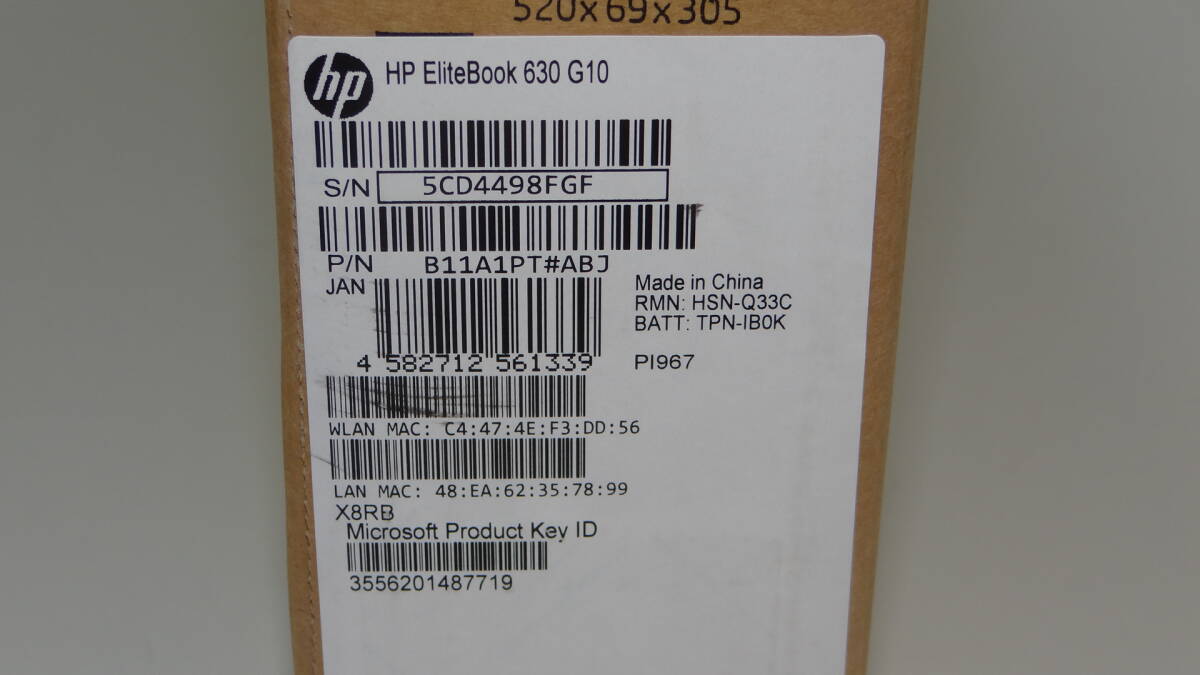 520x69x305
hp
HP EliteBook 630 G10
S/N 5CD4498FGF
P/N B11A1PT#ABJ
JAN
Made in China
RMN: HSN-Q33C
BATT: TPN-IB0K
4 582712 561339
PI967
WLAN MAC: C4:47:4E:F3:DD:56
LAN MAC: 48:EA:62:35:78:99
X8RB
Microsoft Product Key ID
3556201487719